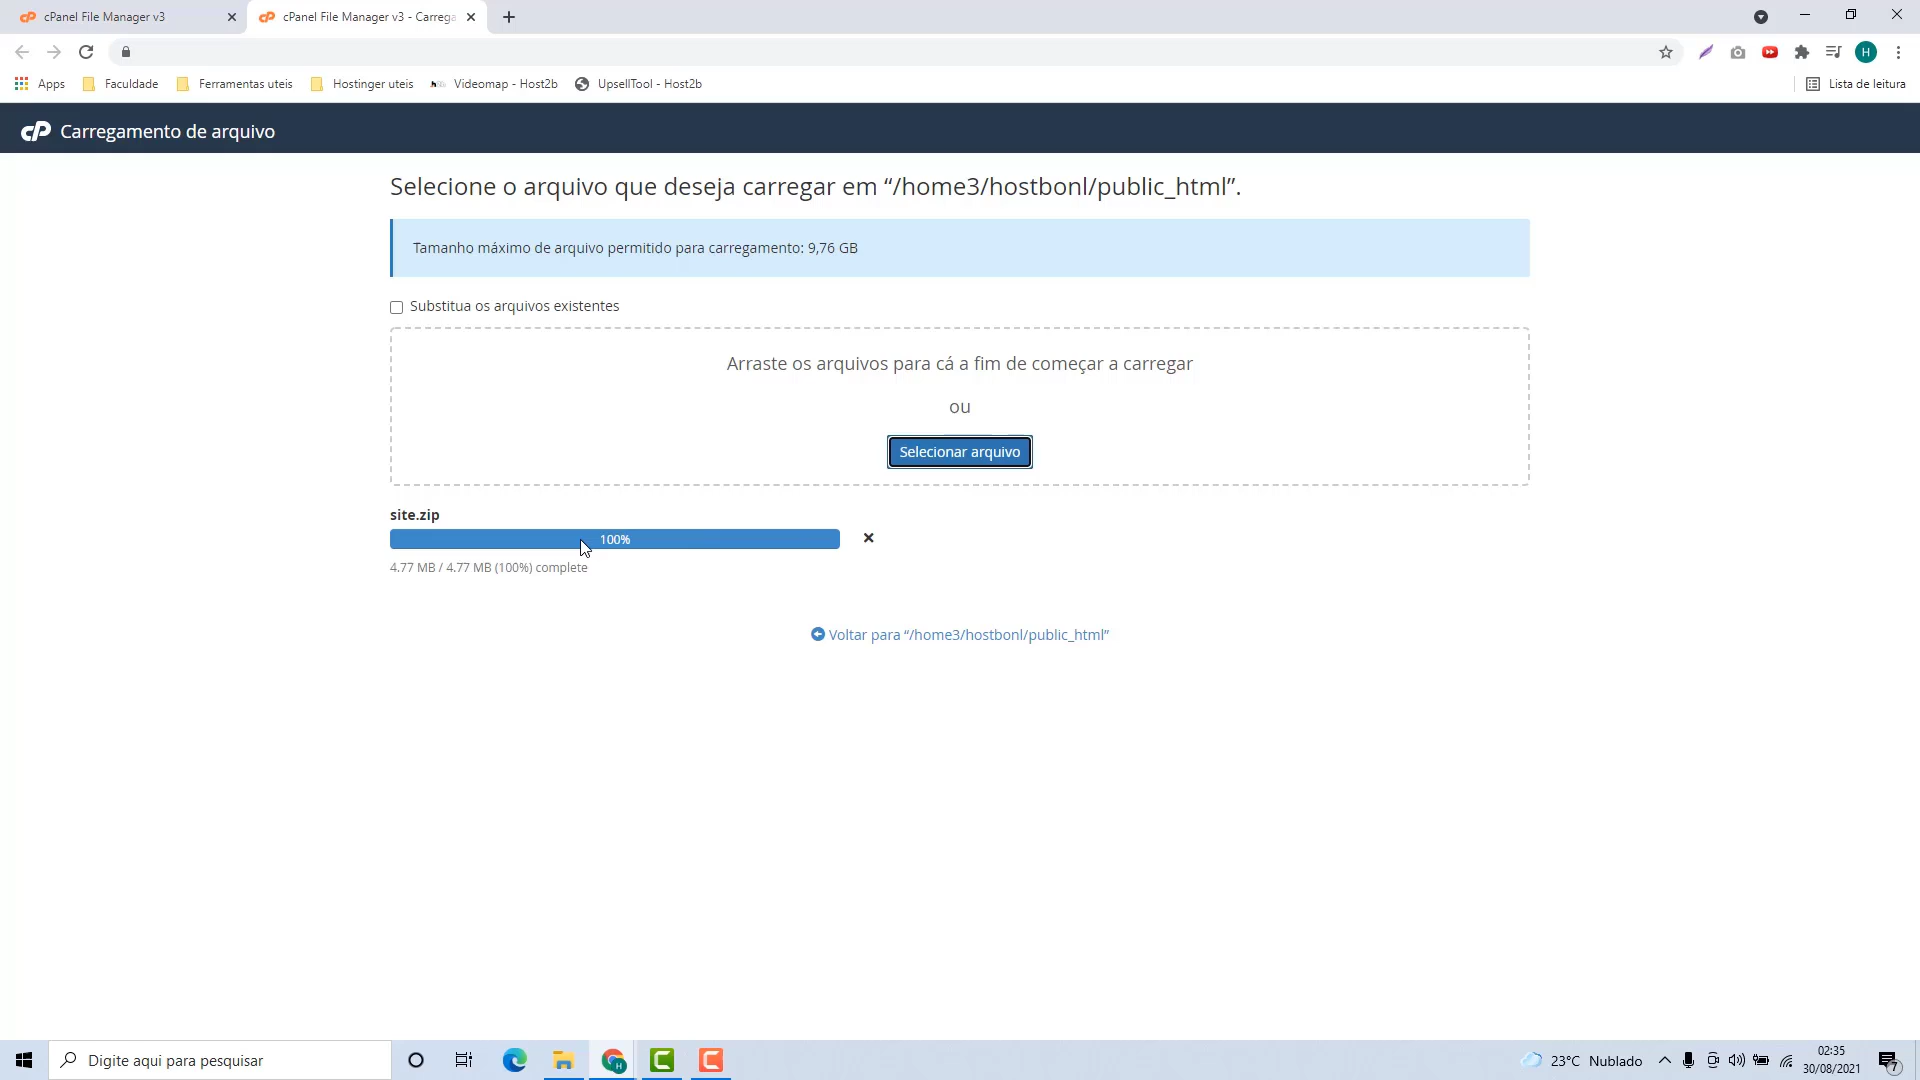 cPanel File Manager v3
cPanel File Manager v3 - Carrega
H
Apps
Faculdade
Ferramentas uteis
Hostinger uteis
Videomap - Host2b
UpsellTool - Host2b
Lista de leitura
cP Carregamento de arquivo
Selecione o arquivo que deseja carregar em “/home3/hostbonl/public_html”.
Tamanho máximo de arquivo permitido para carregamento: 9,76 GB
Substitua os arquivos existentes
Arraste os arquivos para cá a fim de começar a carregar
ou
Selecionar arquivo
site.zip
100%
4.77 MB / 4.77 MB (100%) complete
Voltar para “/home3/hostbonl/public_html”
Digite aqui para pesquisar
23°C Nublado
02:35
30/08/2021
7